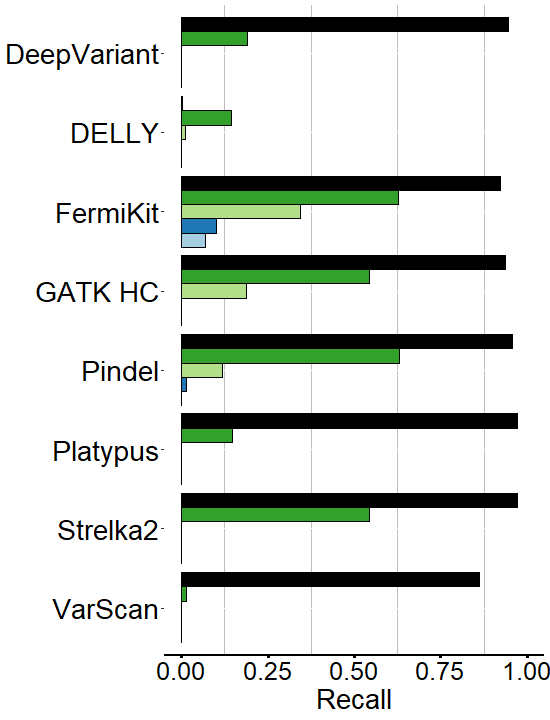 DeepVariant
DELLY
FermiKit
GATK HC
Pindel
Platypus
Strelka2
VarScan
0.00 0.25 0.50 0.75 1.00
Recall